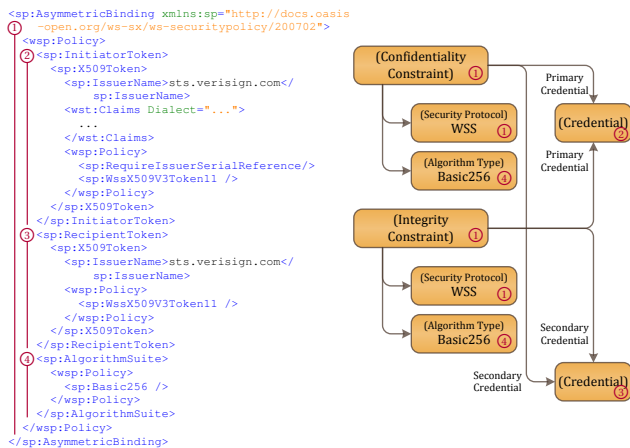 <sp:AsymmetricBinding xmlns:sp="http://docs.oasis
-open.org/ws-sx/ws-securitypolicy/200702">
1
<wsp:Policy>
2 <sp:InitiatorToken>
<sp:X509Token>
<sp:IssuerName>sts.verisign.com</
sp:IssuerName>
<wst:Claims Dialect="...">
...
</wst:Claims>
<wsp:Policy>
<sp:RequireIssuerSerialReference/>
<sp:WssX509V3Token11 />
</wsp:Policy>
</sp:X509Token>
</sp:InitiatorToken>
3 <sp:RecipientToken>
<sp:X509Token>
<sp:IssuerName>sts.verisign.com</
sp:IssuerName>
<wsp:Policy>
<sp:WssX509V3Token11 />
</wsp:Policy>
</sp:X509Token>
</sp:RecipientToken>
4 <sp:AlgorithmSuite>
<wsp:Policy>
<sp:Basic256 />
</wsp:Policy>
</sp:AlgorithmSuite>
</wsp:Policy>
</sp:AsymmetricBinding>
(Confidentiality
Constraint) 1
(Security Protocol)
WSS 1
(Algorithm Type)
Basic256 4
Primary
Credential
(Credential)
2
Primary
Credential
(Integrity
Constraint) 1
(Security Protocol)
WSS 1
(Algorithm Type)
Basic256 4
Secondary
Credential
Secondary
Credential
(Credential)
3